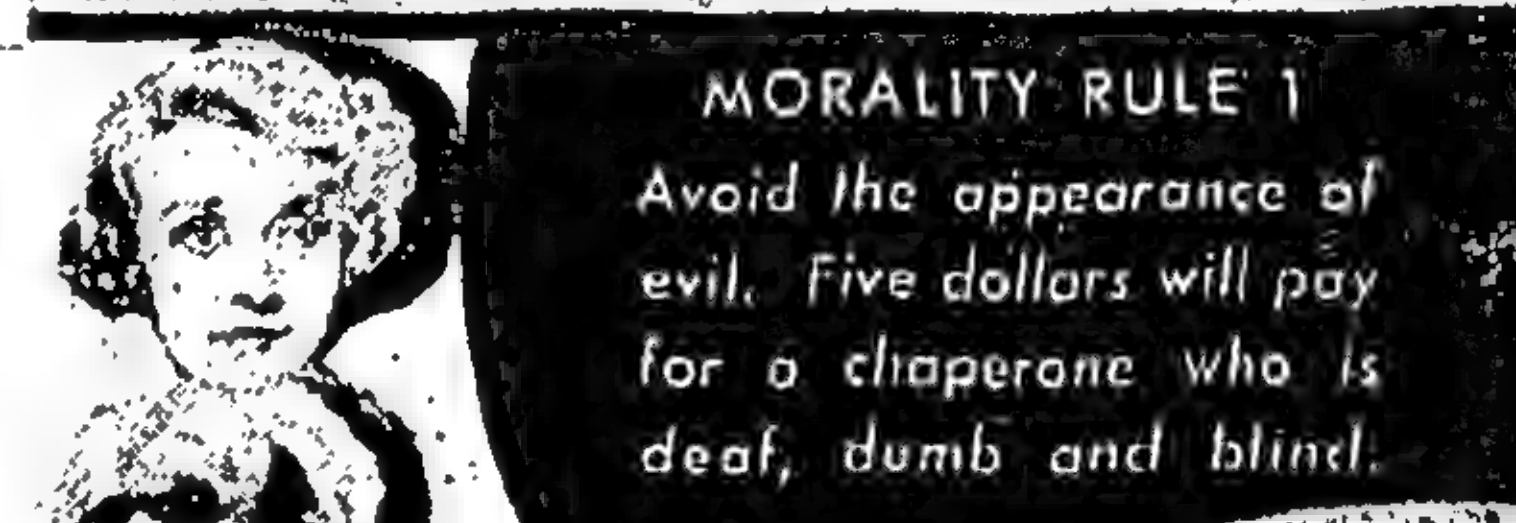 MORALITY RULE 1
Avoid the appearance of
evil. Five dollars will pay
for a chaperone who is
deaf, dumb and blind.